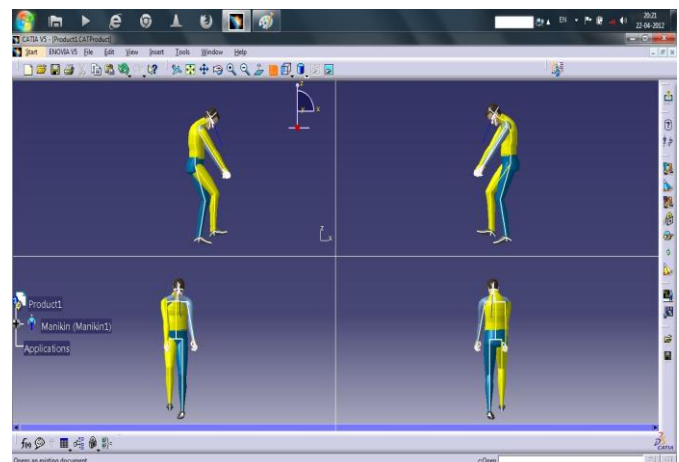 EN
20:21
22-04-2012
CATIA V5 - [Product1.CATProduct]
Start ENOVIA V5 File Edit View Insert Tools Window Help
z
x
y
z
x
Product1
Manikin (Manikin1)
Applications
CATIA
Opens an existing document
c:Open